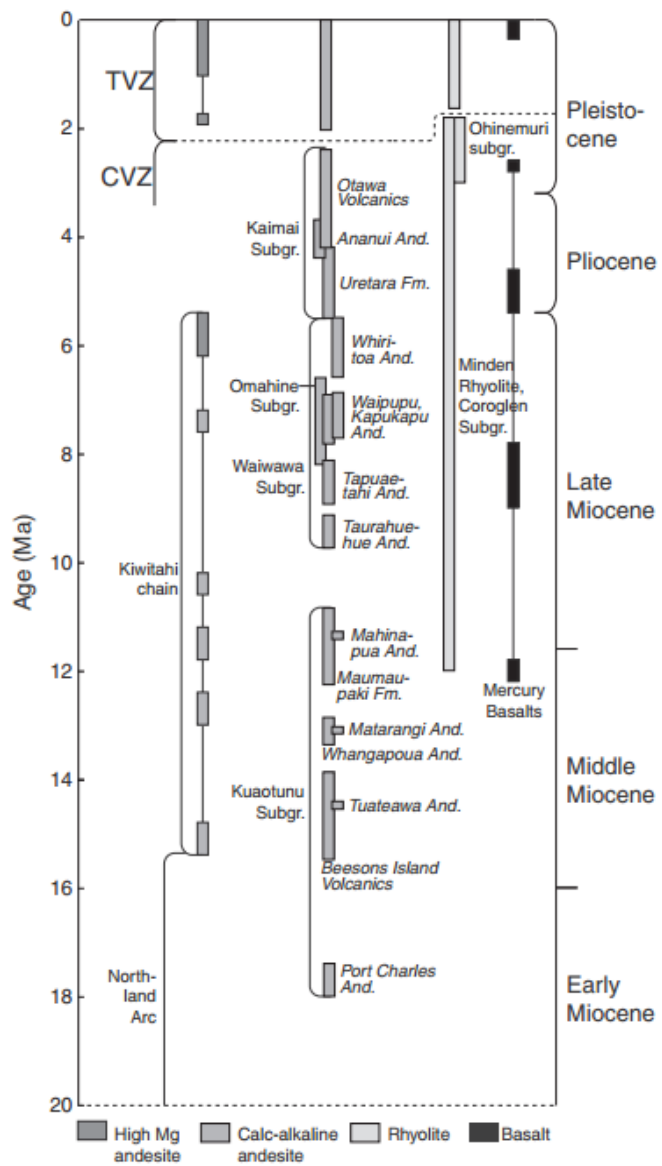 0
2
4
6
8
10
12
14
16
18
20
Age (Ma)
TVZ
CVZ
Kiwitahi
chain
North-
land
Arc
Kaimai
Subgr.
Omahine
Subgr.
Waiwawa
Subgr.
Kuaotunu
Subgr.
Otawa
Volcanics
Ananui And.
Uretara Fm.
Whiri-
toa And.
Waipupu,
Kapukapu
And.
Tapuae-
tahi And.
Taurahue-
hue And.
Mahina-
pua And.
Maumau-
paki Fm.
Matarangi And.
Whangapoua And.
Tuateawa And.
Beesons Island
Volcanics
Port Charles
And.
Ohinemuri
subgr.
Minden
Rhyolite,
Coroglen
Subgr.
Mercury
Basalts
Pleisto-
cene
Pliocene
Late
Miocene
Middle
Miocene
Early
Miocene
High Mg
andesite
Calc-alkaline
andesite
Rhyolite
Basalt